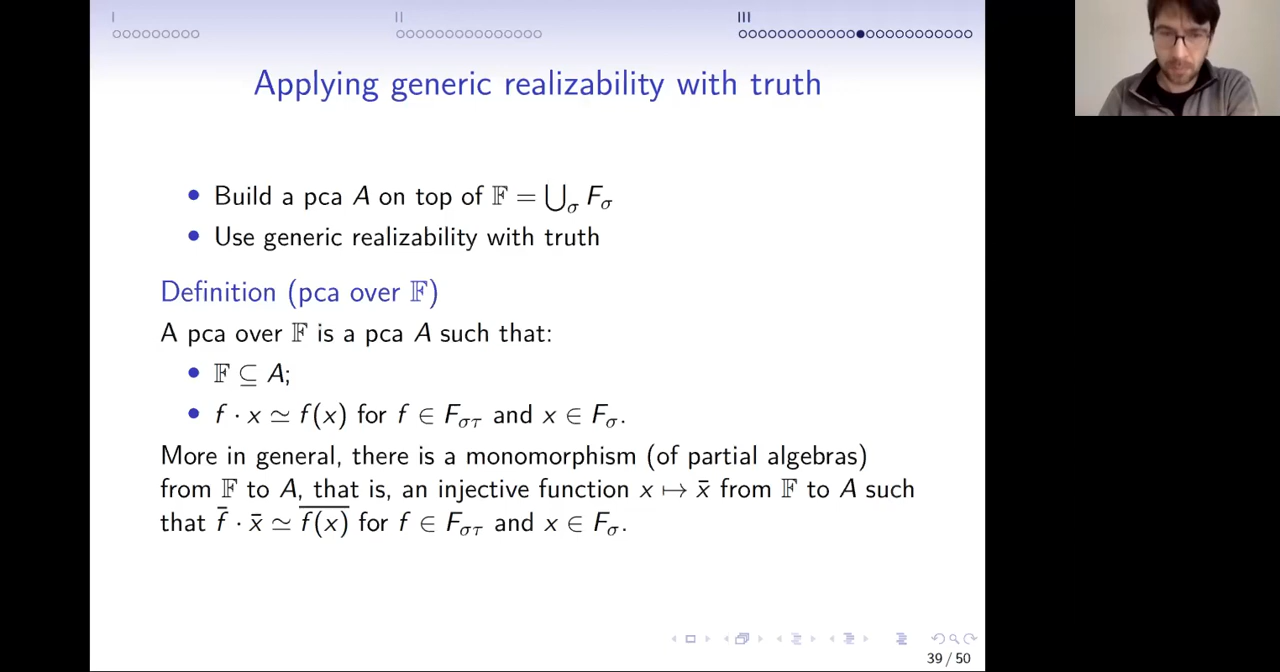 I II III
Applying generic realizability with truth
• Build a pca A on top of 𝔽 = ⋃σ Fσ
• Use generic realizability with truth
Definition (pca over 𝔽)
A pca over 𝔽 is a pca A such that:
• 𝔽 ⊆ A;
• f · x ≃ f(x) for f ∈ Fστ and x ∈ Fσ.
More in general, there is a monomorphism (of partial algebras)
from 𝔽 to A, that is, an injective function x ↦ x̄ from 𝔽 to A such
that f̄ · x̄ ≃ \overline{f(x)} for f ∈ Fστ and x ∈ Fσ.
39 / 50